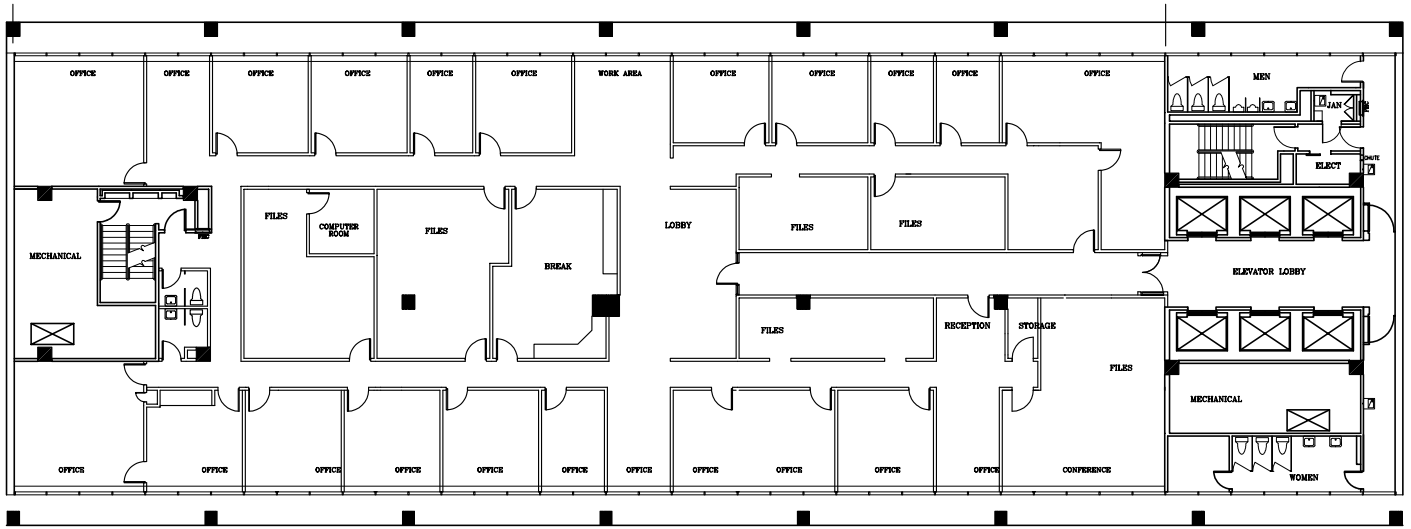 OFFICE
OFFICE
OFFICE
OFFICE
OFFICE
OFFICE
WORK AREA
OFFICE
OFFICE
OFFICE
OFFICE
OFFICE
MEN
JAN
FEC
CHUTE
ELECT
FILES
COMPUTER
ROOM
FILES
LOBBY
FILES
FILES
FEC
MECHANICAL
BREAK
ELEVATOR LOBBY
FILES
RECEPTION
STORAGE
FILES
MECHANICAL
OFFICE
OFFICE
OFFICE
OFFICE
OFFICE
OFFICE
OFFICE
OFFICE
OFFICE
OFFICE
OFFICE
CONFERENCE
WOMEN